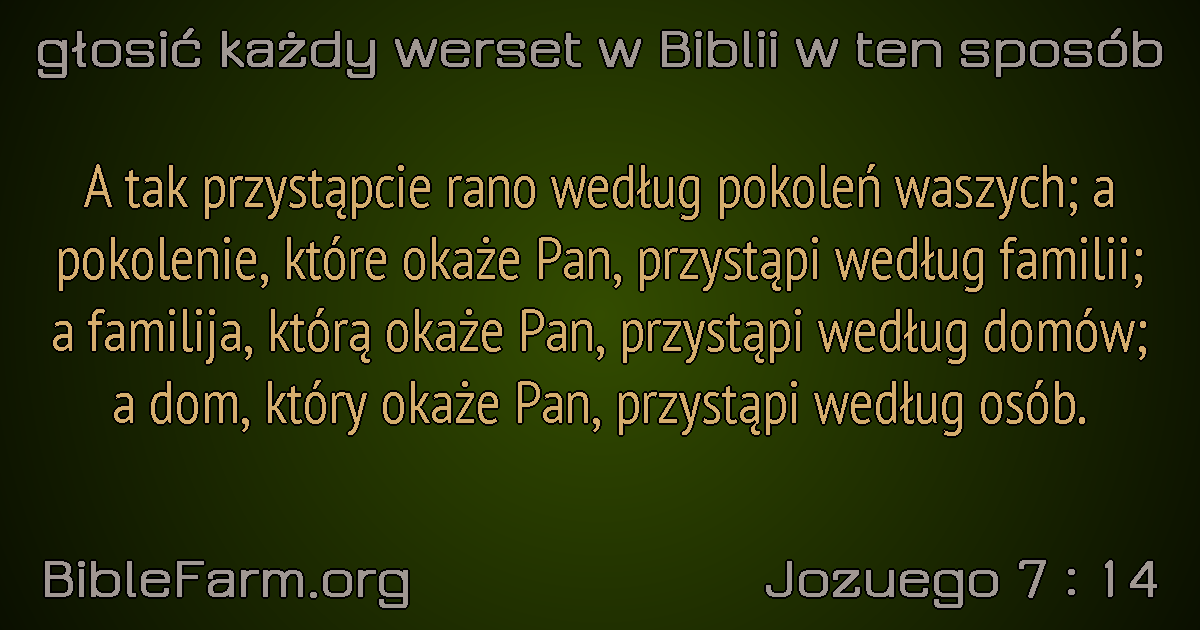 głosić każdy werset w Biblii w ten sposób
A tak przystąpcie rano według pokoleń waszych; a
pokolenie, które okaże Pan, przystąpi według familii;
a familija, którą okaże Pan, przystąpi według domów;
a dom, który okaże Pan, przystąpi według osób.
BibleFarm.org
Jozuego 7 : 14